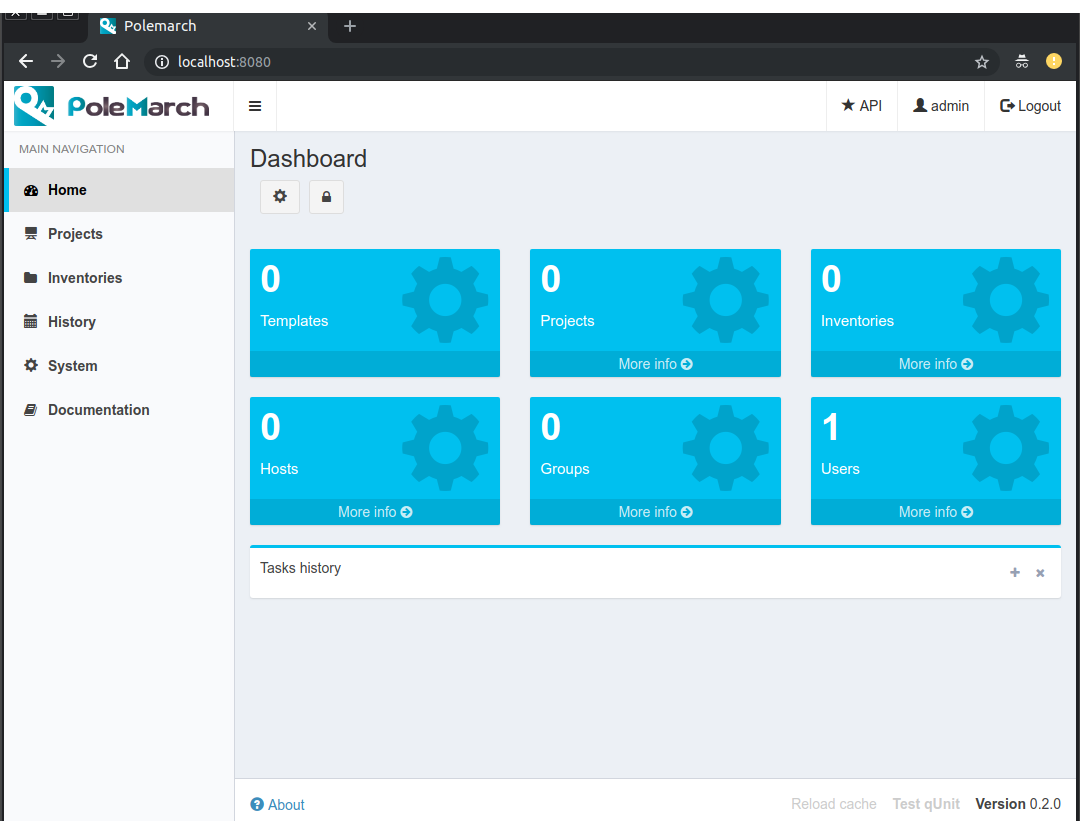 Polemarch
localhost:8080
PoleMarch
API
admin
Logout
MAIN NAVIGATION
Home
Projects
Inventories
History
System
Documentation
Dashboard
0
Templates
0
Projects
More info
0
Inventories
More info
0
Hosts
More info
0
Groups
More info
1
Users
More info
Tasks history
About
Reload cache Test qUnit Version 0.2.0